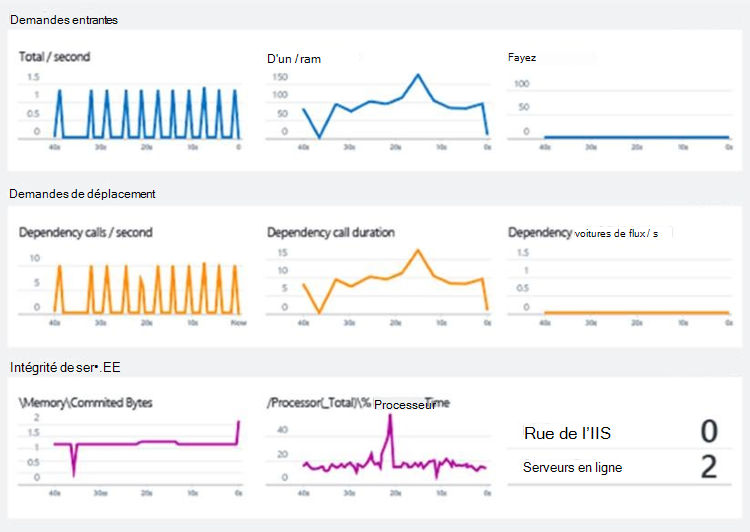 Demandes entrantes
Total / second
1.5
1
0.5
0
40s 30s 20s 10s 0
D'un / ram
150
100
50
0
40s 30s 20s 10s 0s
Fayez
100
50
0
40s 30s 20s 10s 0s
Demandes de déplacement
Dependency calls / second
10
5
0
40s 30s 20s 10s Now
Dependency call duration
15
10
5
0
40s 30s 20s 10s 0s
Dependency voitures de flux / s
1.5
1
0.5
0
40s 30s 20s 10s 0s
Intégrité de ser•.EE
\Memory\Commited Bytes
2
1.5
1
0.5
0
40s 30s 20s 10s 0s
/Processor(_Total)\% Processeur Time
40
20
0
40s 30s 20s 10s 0s
Rue de l’IIS 0
Serveurs en ligne 2